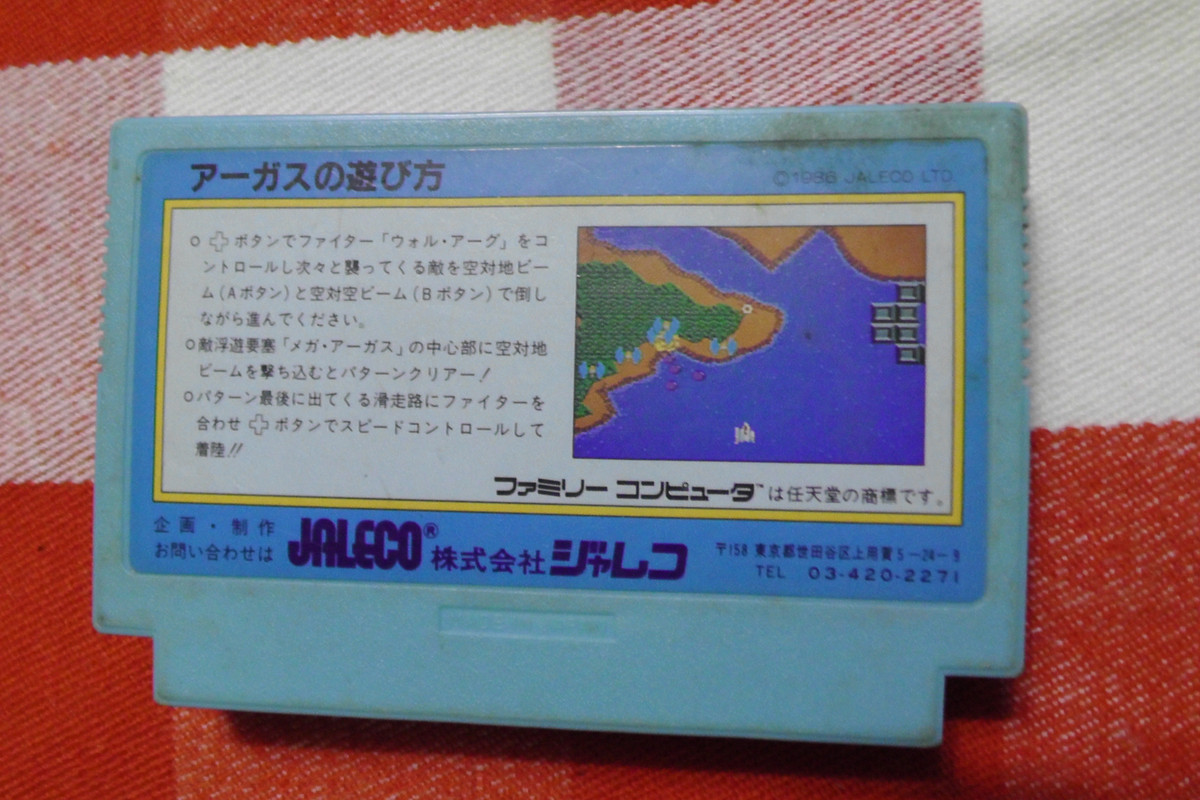 アーガスの遊び方
©1986 JALECO LTD
○ ✚ボタンでファイター「ウォル・アーグ」をコ
ントロールし次々と襲ってくる敵を空対地ビー
ム(Aボタン)と空対空ビーム(Bボタン)で倒し
ながら進んでください。
○敵浮遊要塞「メガ・アーガス」の中心部に空対地
ビームを撃ち込むとパターンクリアー!
○パターン最後に出てくる滑走路にファイターを
合わせ ✚ボタンでスピードコントロールして
着陸!!
ファミリー コンピュータ™は任天堂の商標です。
企画・制作
お問い合わせは
JALECO® 株式会社 ジャレコ
〒158 東京都世田谷区上用賀5-24-9
TEL 03-420-2271